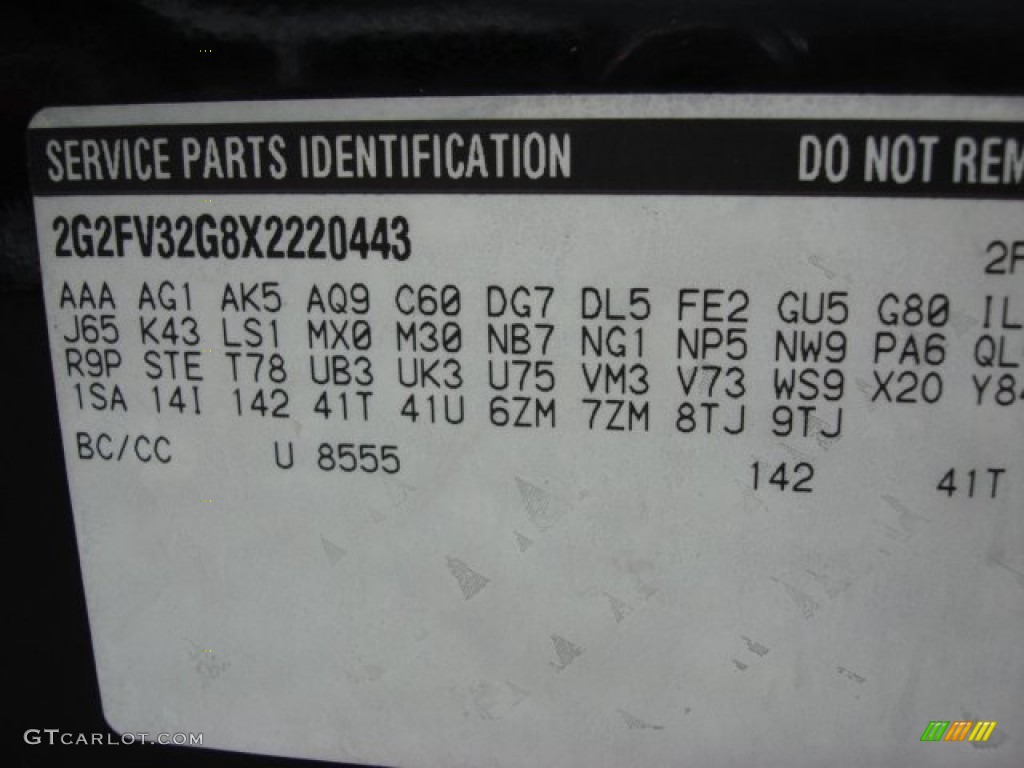 SERVICE PARTS IDENTIFICATION DO NOT REM
2G2FV32G8X2220443 2F
AAA AG1 AK5 AQ9 C60 DG7 DL5 FE2 GU5 G80 IL
J65 K43 LS1 MX0 M30 NB7 NG1 NP5 NW9 PA6 QL
R9P STE T78 UB3 UK3 U75 VM3 V73 WS9 X20 Y84
1SA 14I 142 41T 41U 6ZM 7ZM 8TJ 9TJ
BC/CC U 8555 142 41T
GTCARLOT.COM